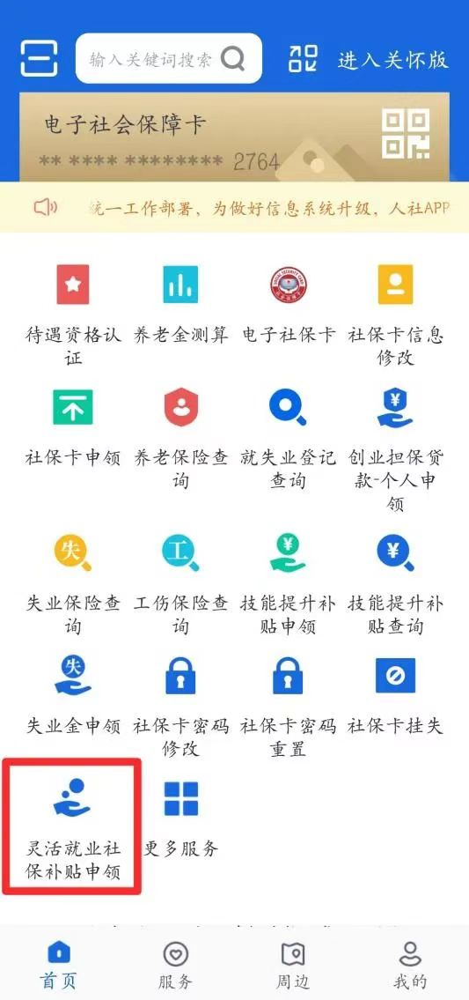 输入关键词搜索
进入关怀版
电子社会保障卡
** **** ******** 2764
统一工作部署，为做好信息系统升级，人社APP
待遇资格认
证
养老金测算
电子社保卡
社保卡信息
修改
社保卡申领
养老保险查
询
就失业登记
查询
创业担保贷
款-个人申
领
失
工
失业保险查
询
工伤保险查
询
技能提升补
贴申领
技能提升补
贴查询
失
失业金申领
社保卡密码
修改
社保卡密码
重置
社保卡挂失
灵活就业社
保补贴申领
更多服务
首页
服务
周边
我的